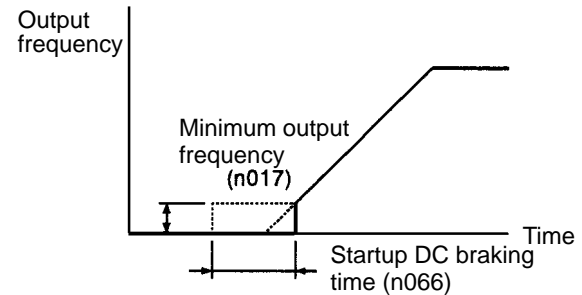 Output
frequency
Minimum output
frequency
(n017)
Time
Startup DC braking
time (n066)